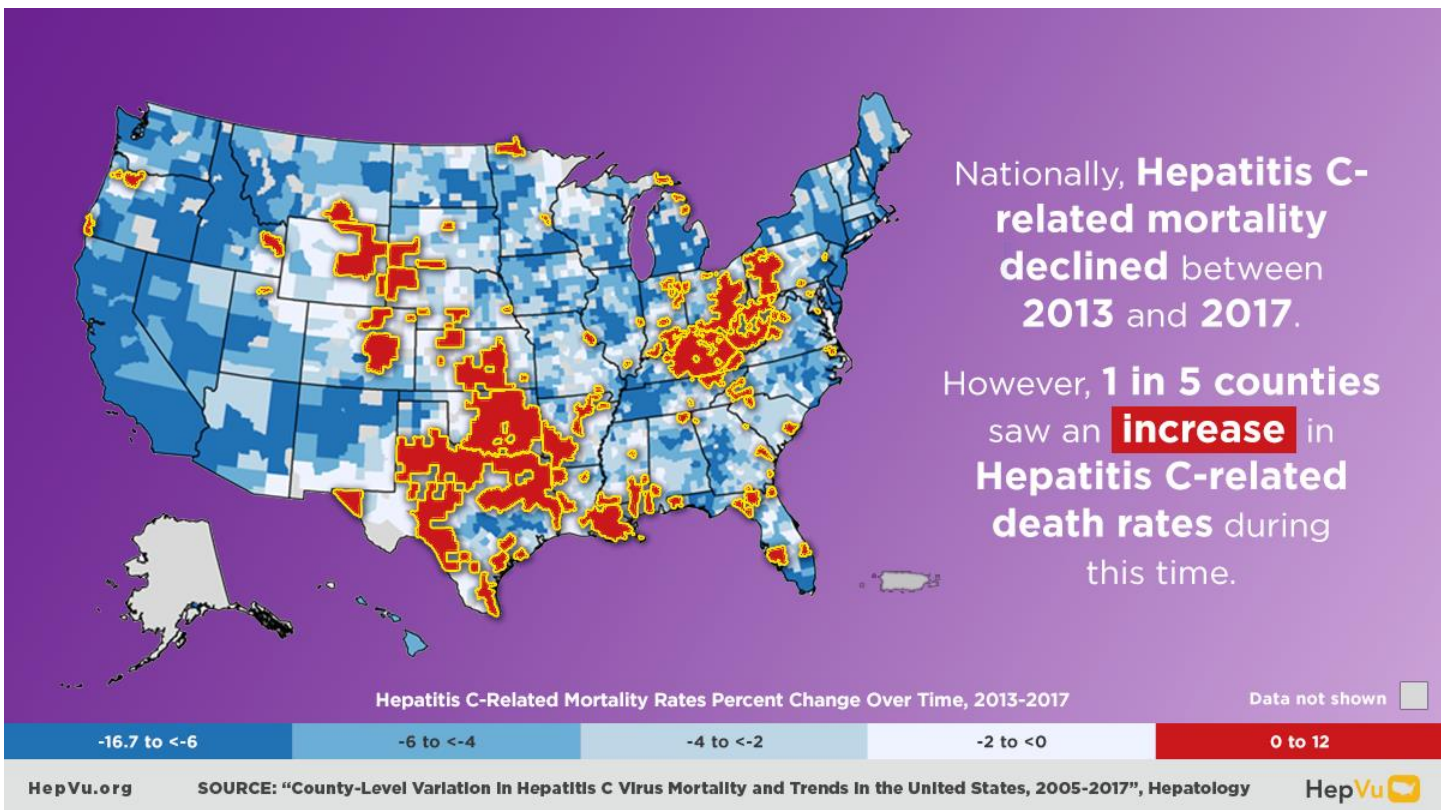 Nationally, Hepatitis C-
related mortality
declined between
2013 and 2017.
However, 1 in 5 counties
saw an increase in
Hepatitis C-related
death rates during
this time.
Hepatitis C-Related Mortality Rates Percent Change Over Time, 2013-2017
Data not shown
-16.7 to <-6
-6 to <-4
-4 to <-2
-2 to <0
0 to 12
HepVu.org
SOURCE: “County-Level Variation in Hepatitis C Virus Mortality and Trends in the United States, 2005-2017”, Hepatology
HepVu